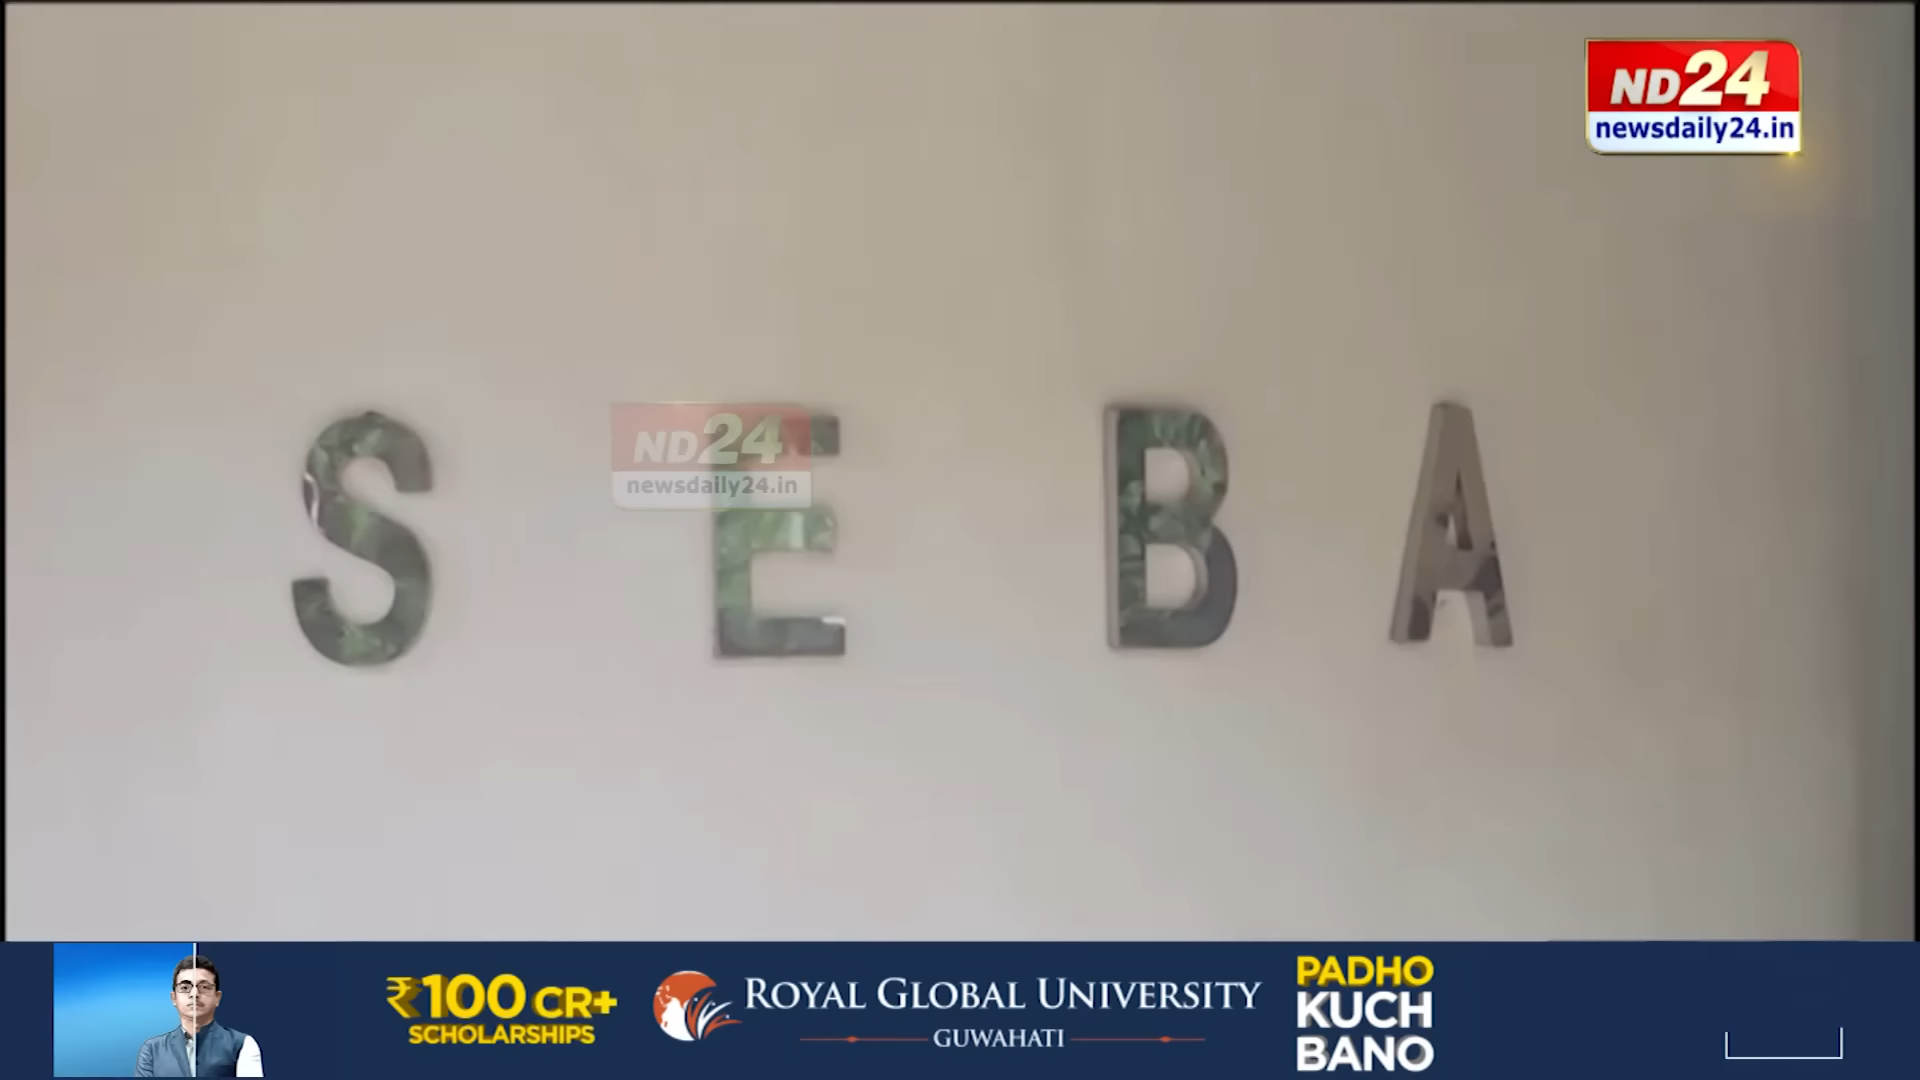 ND24
newsdaily24.in
S E B A
ND24
newsdaily24.in
₹100 CR+
SCHOLARSHIPS
ROYAL GLOBAL UNIVERSITY
GUWAHATI
PADHO
KUCH
BANO